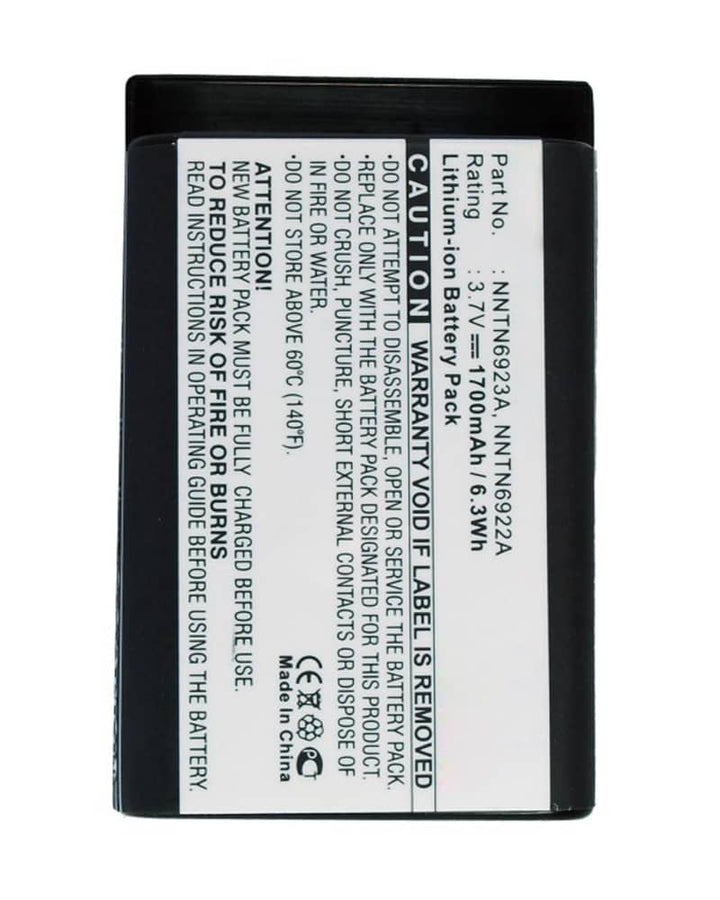 Part No. : NNTN6923A, NNTN6922A
Rating : 3.7V⎓1700mAh / 6.3Wh
Lithium-ion Battery Pack
CAUTION WARRANTY VOID IF LABEL IS REMOVED
•DO NOT ATTEMPT TO DISASSEMBLE, OPEN OR SERVICE THE BATTERY PACK.
•REPLACE ONLY WITH THE BATTERY PACK DESIGNATED FOR THIS PRODUCT.
•DO NOT CRUSH, PUNCTURE, SHORT EXTERNAL CONTACTS OR DISPOSE OF
IN FIRE OR WATER.
•DO NOT STORE ABOVE 60°C (140°F).
CE PCT
Made In China
ATTENTION!
NEW BATTERY PACK MUST BE FULLY CHARGED BEFORE USE.
TO REDUCE RISK OF FIRE OR BURNS
READ INSTRUCTIONS IN OPERATING GUIDE BEFORE USING THE BATTERY.